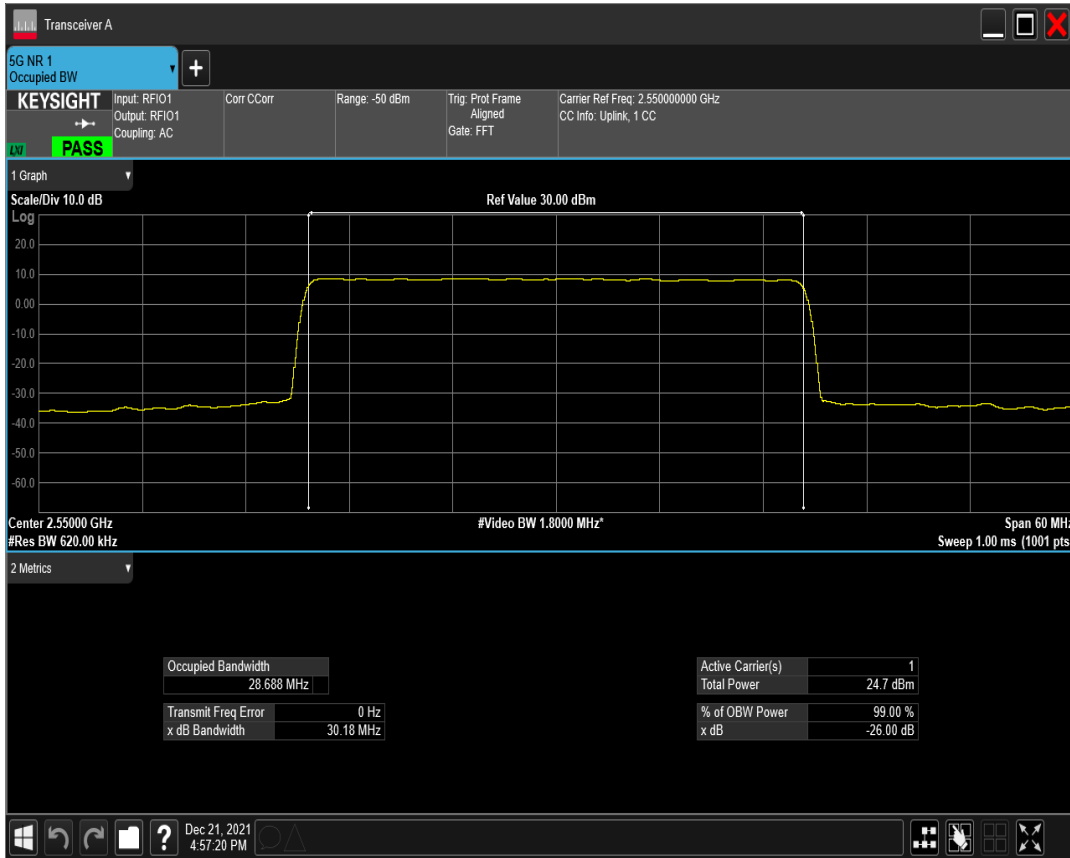 Transceiver A
5G NR 1
Occupied BW
KEYSIGHT
Input: RFIO1
Output: RFIO1
Coupling: AC
Corr CCorr
Range: -50 dBm
Trig: Prot Frame
Aligned
Gate: FFT
Carrier Ref Freq: 2.550000000 GHz
CC Info: Uplink, 1 CC
LXI
PASS
1 Graph
Scale/Div 10.0 dB
Ref Value 30.00 dBm
Log
20.0
10.0
0.00
-10.0
-20.0
-30.0
-40.0
-50.0
-60.0
Center 2.55000 GHz
#Video BW 1.8000 MHz*
Span 60 MHz
#Res BW 620.00 kHz
Sweep 1.00 ms (1001 pts
2 Metrics
Occupied Bandwidth
28.688 MHz
Transmit Freq Error 0 Hz
x dB Bandwidth 30.18 MHz
Active Carrier(s) 1
Total Power 24.7 dBm
% of OBW Power 99.00 %
x dB -26.00 dB
?
Dec 21, 2021
4:57:20 PM